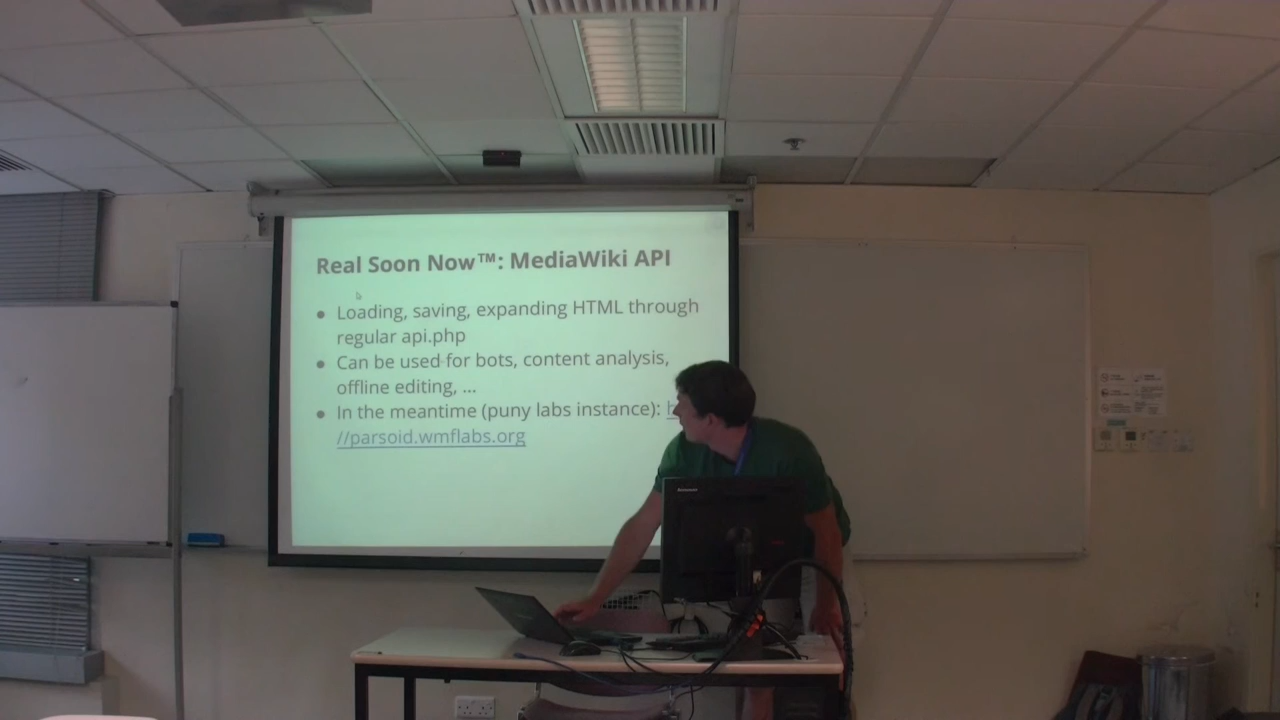 Real Soon Now™: MediaWiki API
● Loading, saving, expanding HTML through
regular api.php
● Can be used for bots, content analysis,
offline editing, ...
● In the meantime (puny labs instance): h
//parsoid.wmflabs.org
lenovo